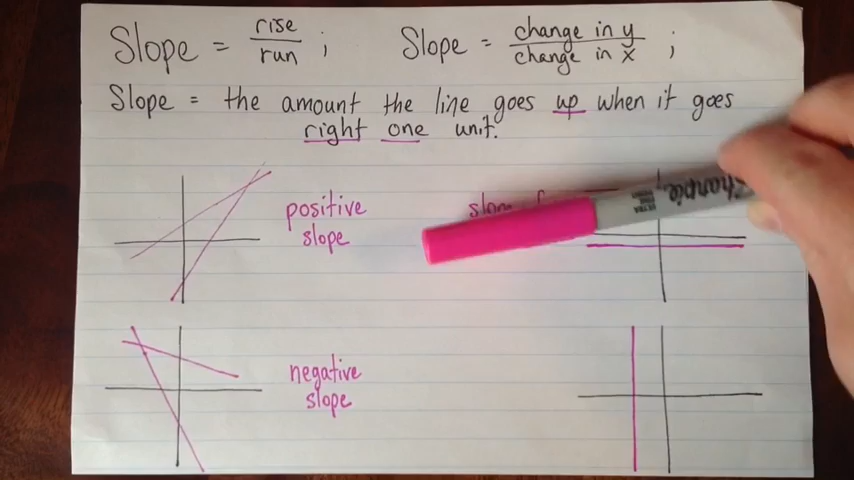 Slope = rise/run ; Slope = change in y/change in x ;
Slope = the amount the line goes up when it goes
right one unit.
positive
slope
negative
slope
Sharpie